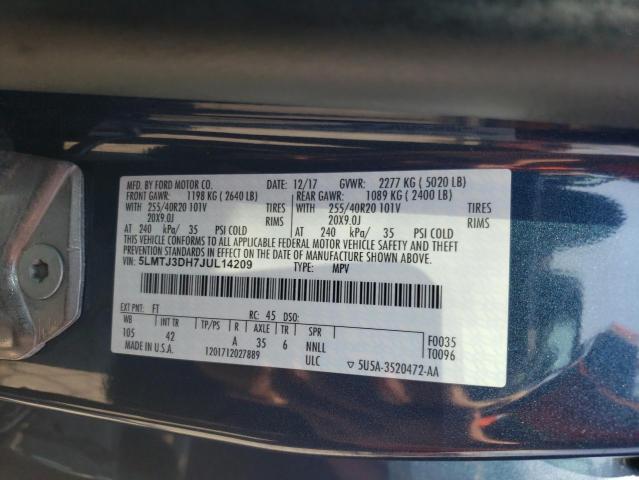 MFD. BY FORD MOTOR CO. DATE: 12/17 GVWR: 2277 KG ( 5020 LB)
FRONT GAWR: 1198 KG ( 2640 LB) REAR GAWR: 1089 KG ( 2400 LB)
WITH 255/40R20 101V TIRES WITH 255/40R20 101V TIRES
20X9.0J RIMS 20X9.0J RIMS
AT 240 kPa/ 35 PSI COLD AT 240 kPa/ 35 PSI COLD
THIS VEHICLE CONFORMS TO ALL APPLICABLE FEDERAL MOTOR VEHICLE SAFETY AND THEFT PREVENTION STANDARDS IN EFFECT ON THE DATE OF MANUFACTURE SHOWN ABOVE.
VIN: 5LMTJ3DH7JUL14209 TYPE: MPV
EXT PNT: FT RC: 45 DSO:
WB INT TR TP/PS R AXLE TR SPR F0035
105 42 A 35 6 NNLL T0096
MADE IN U.S.A. 1201712027889 ULC ▽ 5U5A-3520472-AA